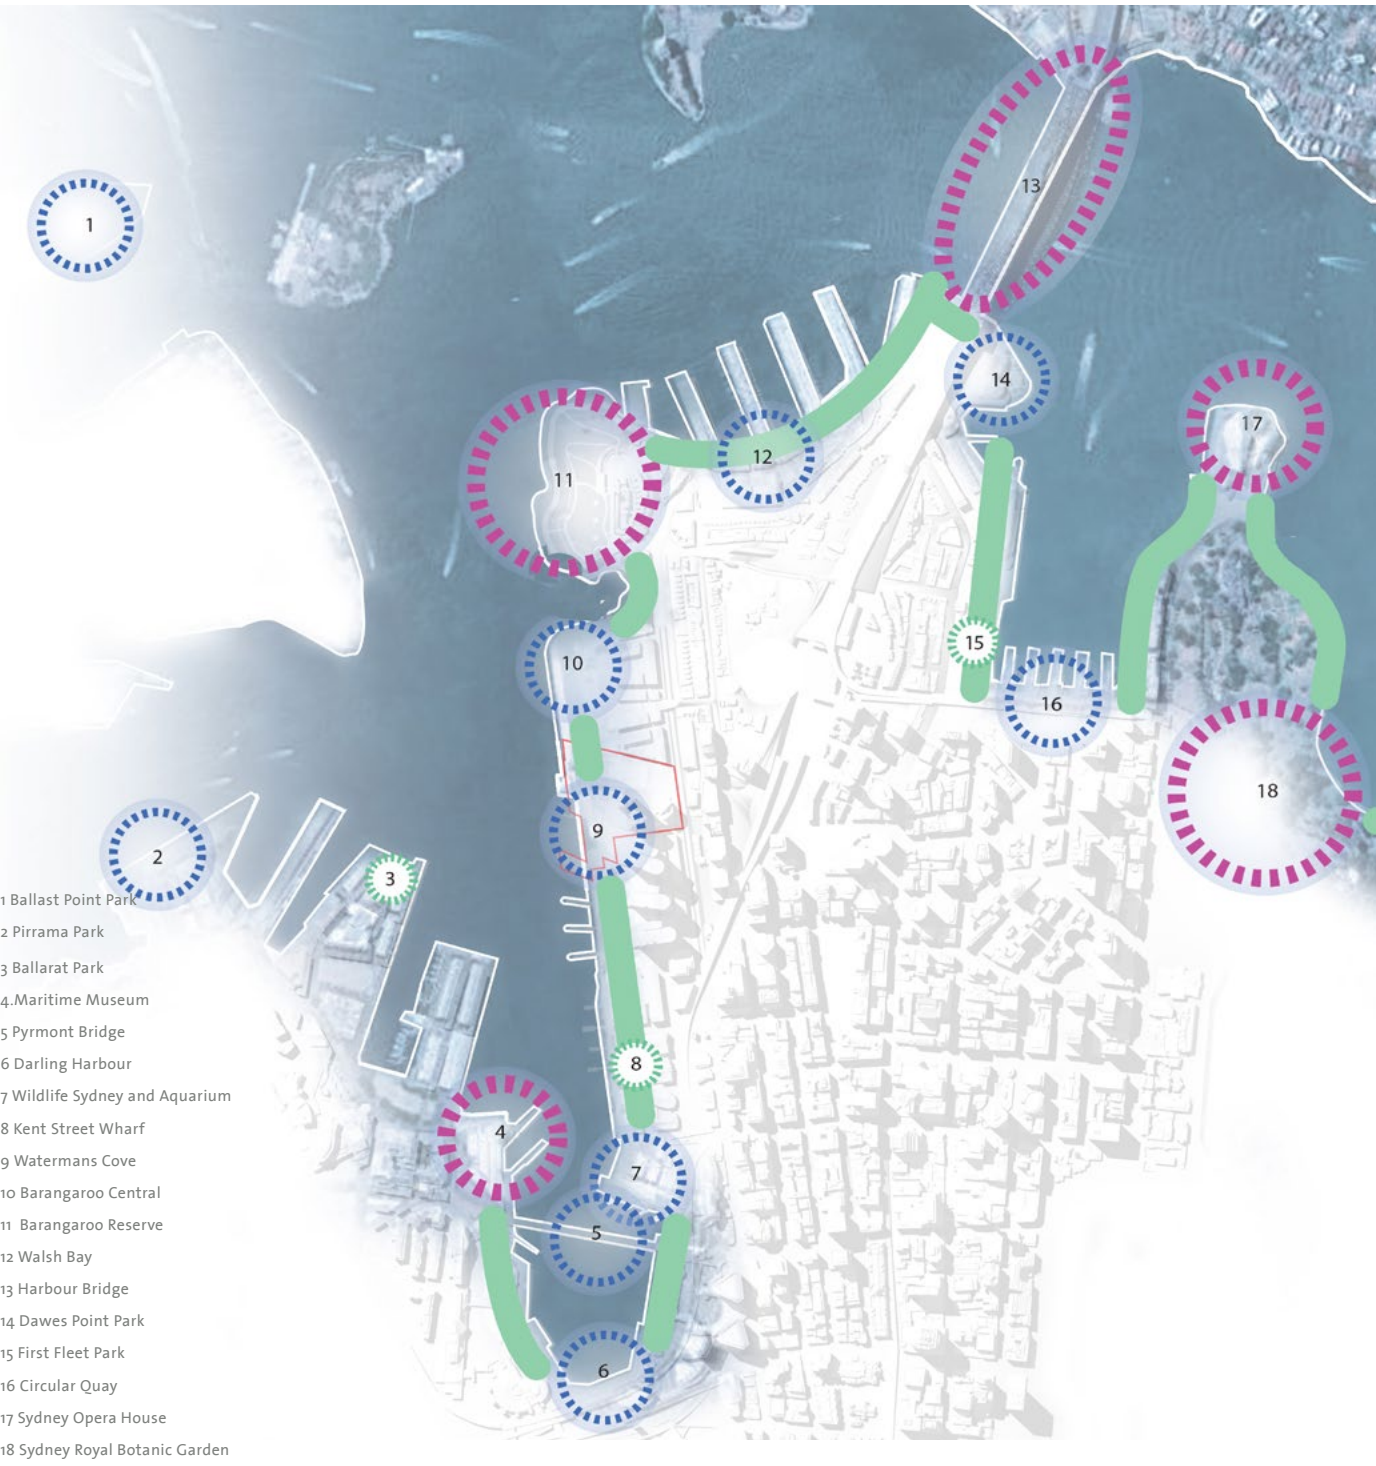 13
1
14
17
12
11
15
10
16
18
9
2
3
1 Ballast Point Park
2 Pirrama Park
3 Ballarat Park
4.Maritime Museum
5 Pyrmont Bridge
6 Darling Harbour
8
7 Wildlife Sydney and Aquarium
8 Kent Street Wharf
4
9 Watermans Cove
7
10 Barangaroo Central
11 Barangaroo Reserve
5
12 Walsh Bay
13 Harbour Bridge
14 Dawes Point Park
15 First Fleet Park
6
16 Circular Quay
17 Sydney Opera House
18 Sydney Royal Botanic Garden